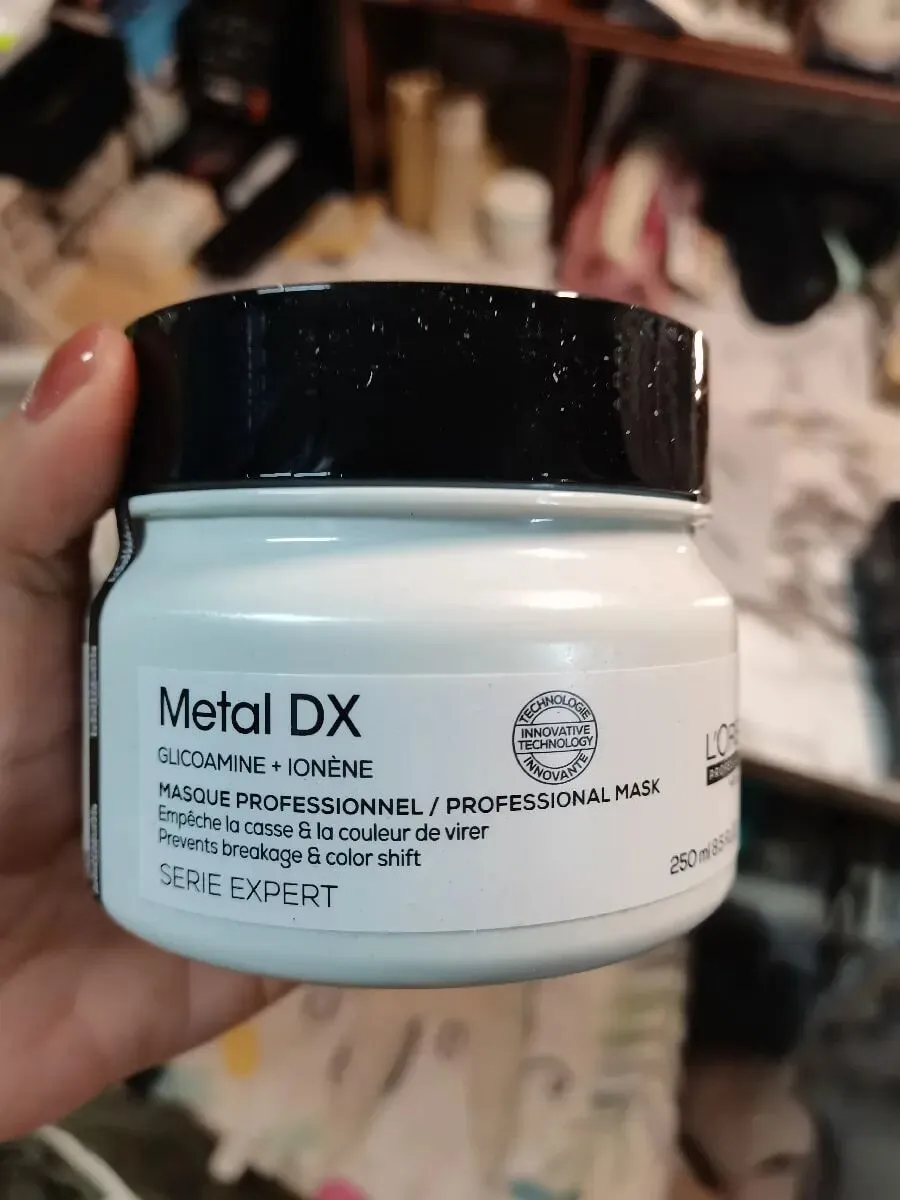 Metal DX
GLICOAMINE + IONÈNE
TECHNOLOGIE
INNOVATIVE
TECHNOLOGY
INNOVANTE
MASQUE PROFESSIONNEL / PROFESSIONAL MASK
Empêche la casse & la couleur de virer
Prevents breakage & color shift
SERIE EXPERT
250 ml